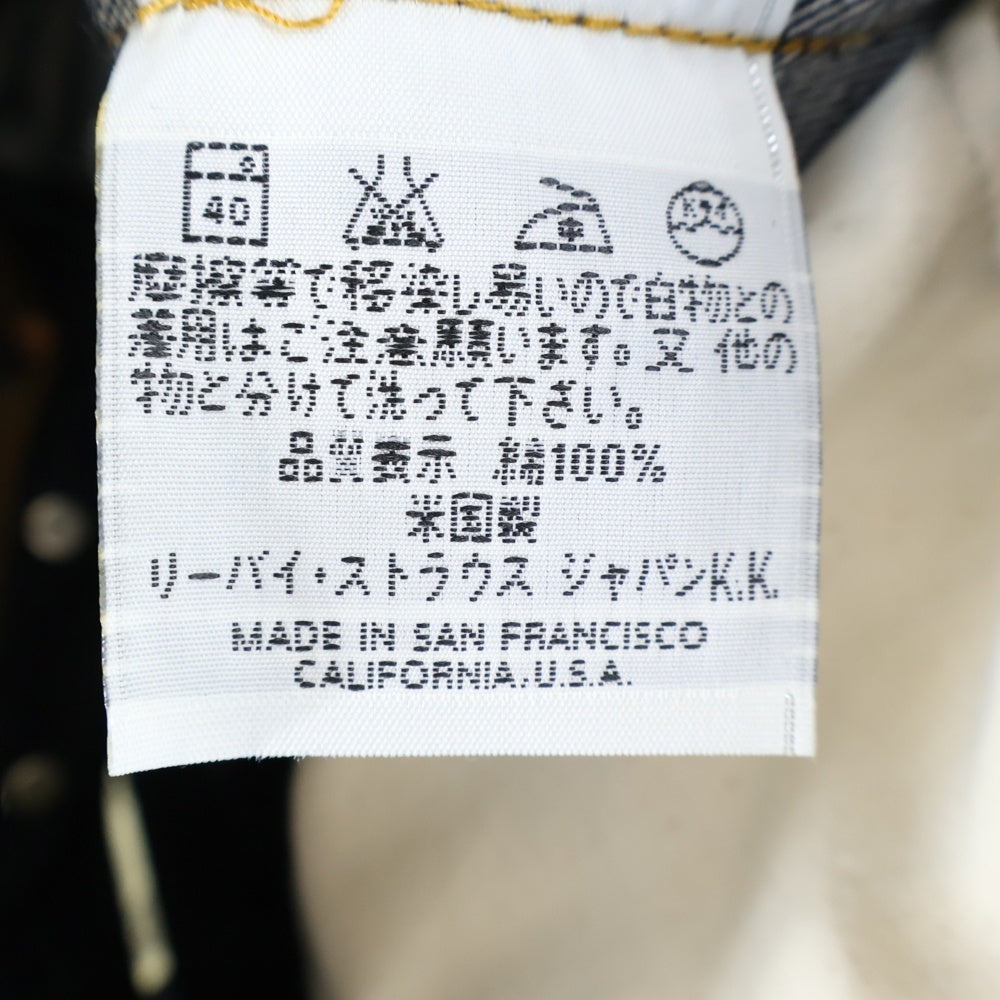 40
摩擦等で移染し易いので白物との
着用はご注意願います。又 他の
物と分けて洗って下さい。
品質表示 綿100%
米国製
リーバイ・ストラウス ジャパンK.K.
MADE IN SAN FRANCISCO
CALIFORNIA.U.S.A.